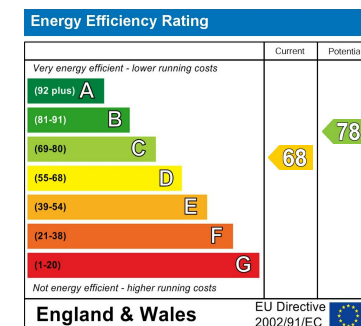 Energy Efficiency Rating
Current Potentia
Very energy efficient - lower running costs
(92 plus) A
(81-91) B
(69-80) C
(55-68) D
(39-54) E
(21-38) F
(1-20) G
68
78
Not energy efficient - higher running costs
England & Wales
EU Directive
2002/91/EC